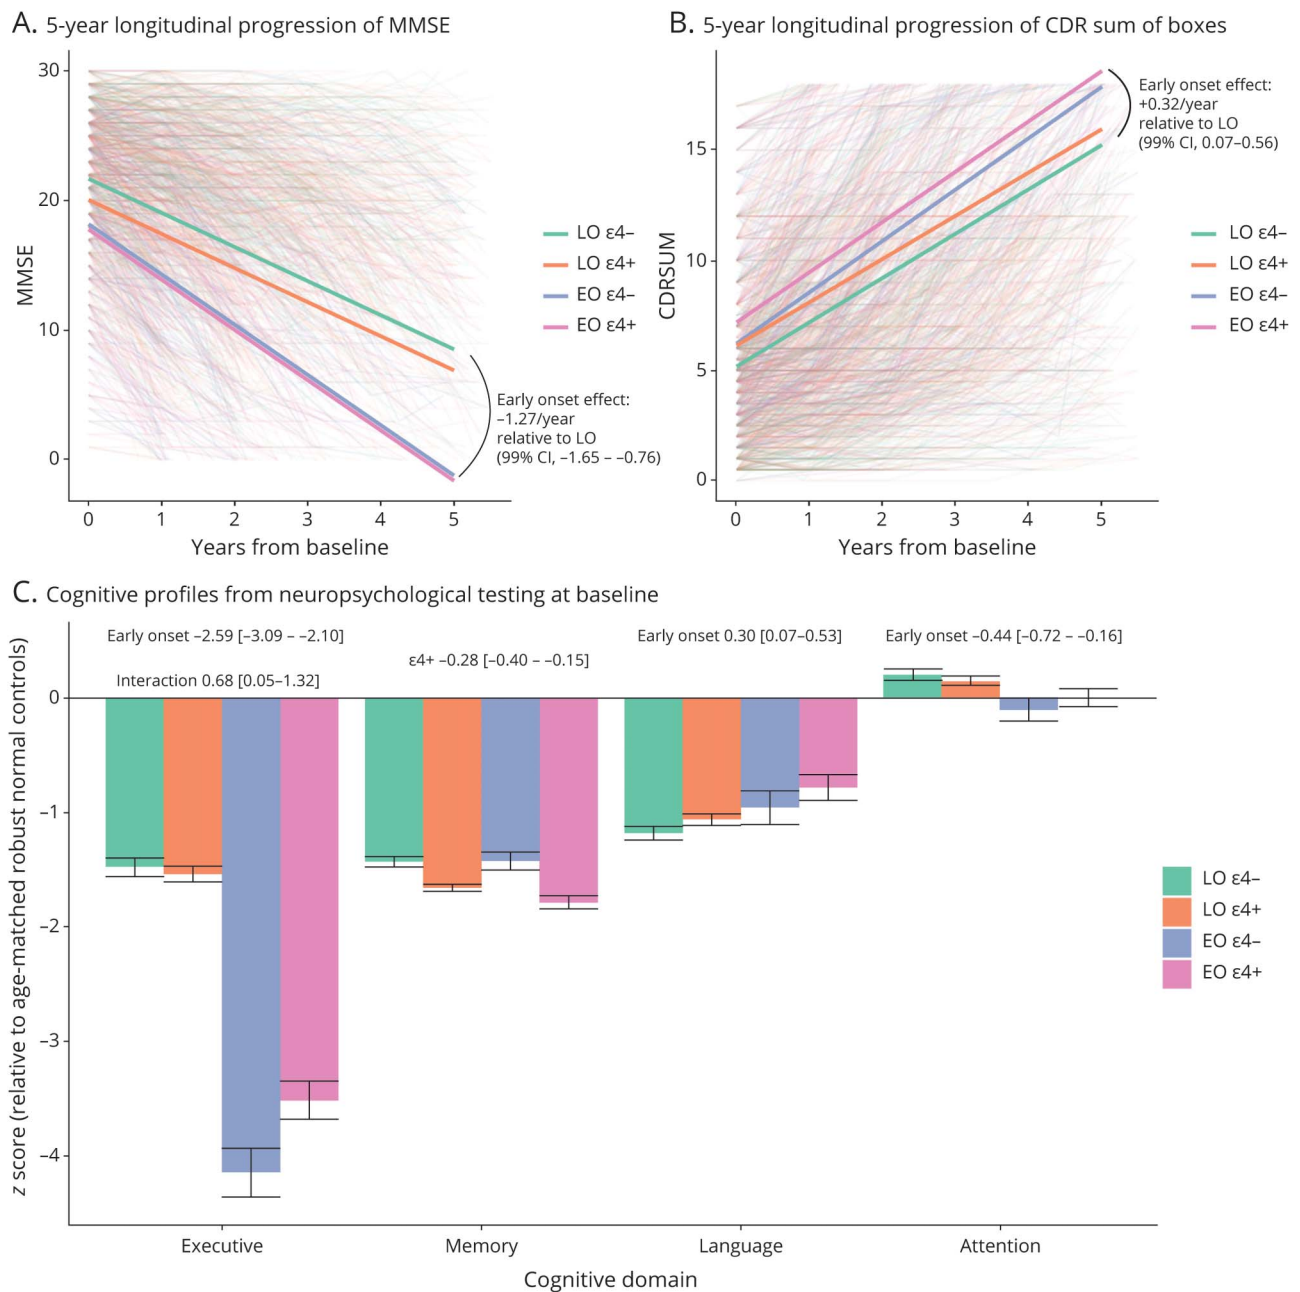 A. 5-year longitudinal progression of MMSE
30
20
10
0
MMSE
0 1 2 3 4 5
Years from baseline
LO ε4–
LO ε4+
EO ε4–
EO ε4+
Early onset effect:
–1.27/year
relative to LO
(99% CI, –1.65 – –0.76)
B. 5-year longitudinal progression of CDR sum of boxes
15
10
5
0
CDRSUM
0 1 2 3 4 5
Years from baseline
Early onset effect:
+0.32/year
relative to LO
(99% CI, 0.07–0.56)
LO ε4–
LO ε4+
EO ε4–
EO ε4+
C. Cognitive profiles from neuropsychological testing at baseline
z score (relative to age-matched robust normal controls)
Early onset –2.59 [–3.09 – –2.10]
Interaction 0.68 [0.05–1.32]
ε4+ –0.28 [–0.40 – –0.15]
Early onset 0.30 [0.07–0.53]
Early onset –0.44 [–0.72 – –0.16]
0
–1
–2
–3
–4
LO ε4–
LO ε4+
EO ε4–
EO ε4+
Executive Memory Language Attention
Cognitive domain